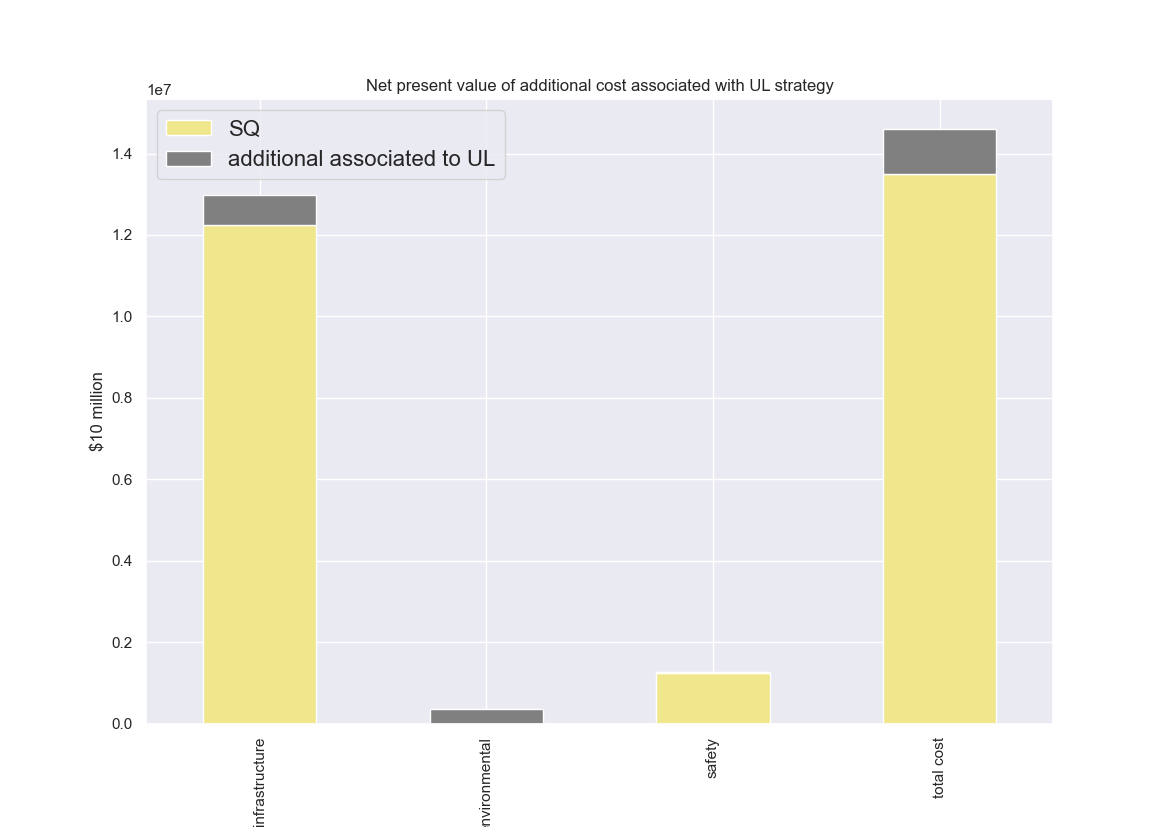 Net present value of additional cost associated with UL strategy
1e7
SQ
additional associated to UL
1.4
1.2
1.0
0.8
0.6
0.4
0.2
0.0
$10 million
infrastructure
environmental
safety
total cost